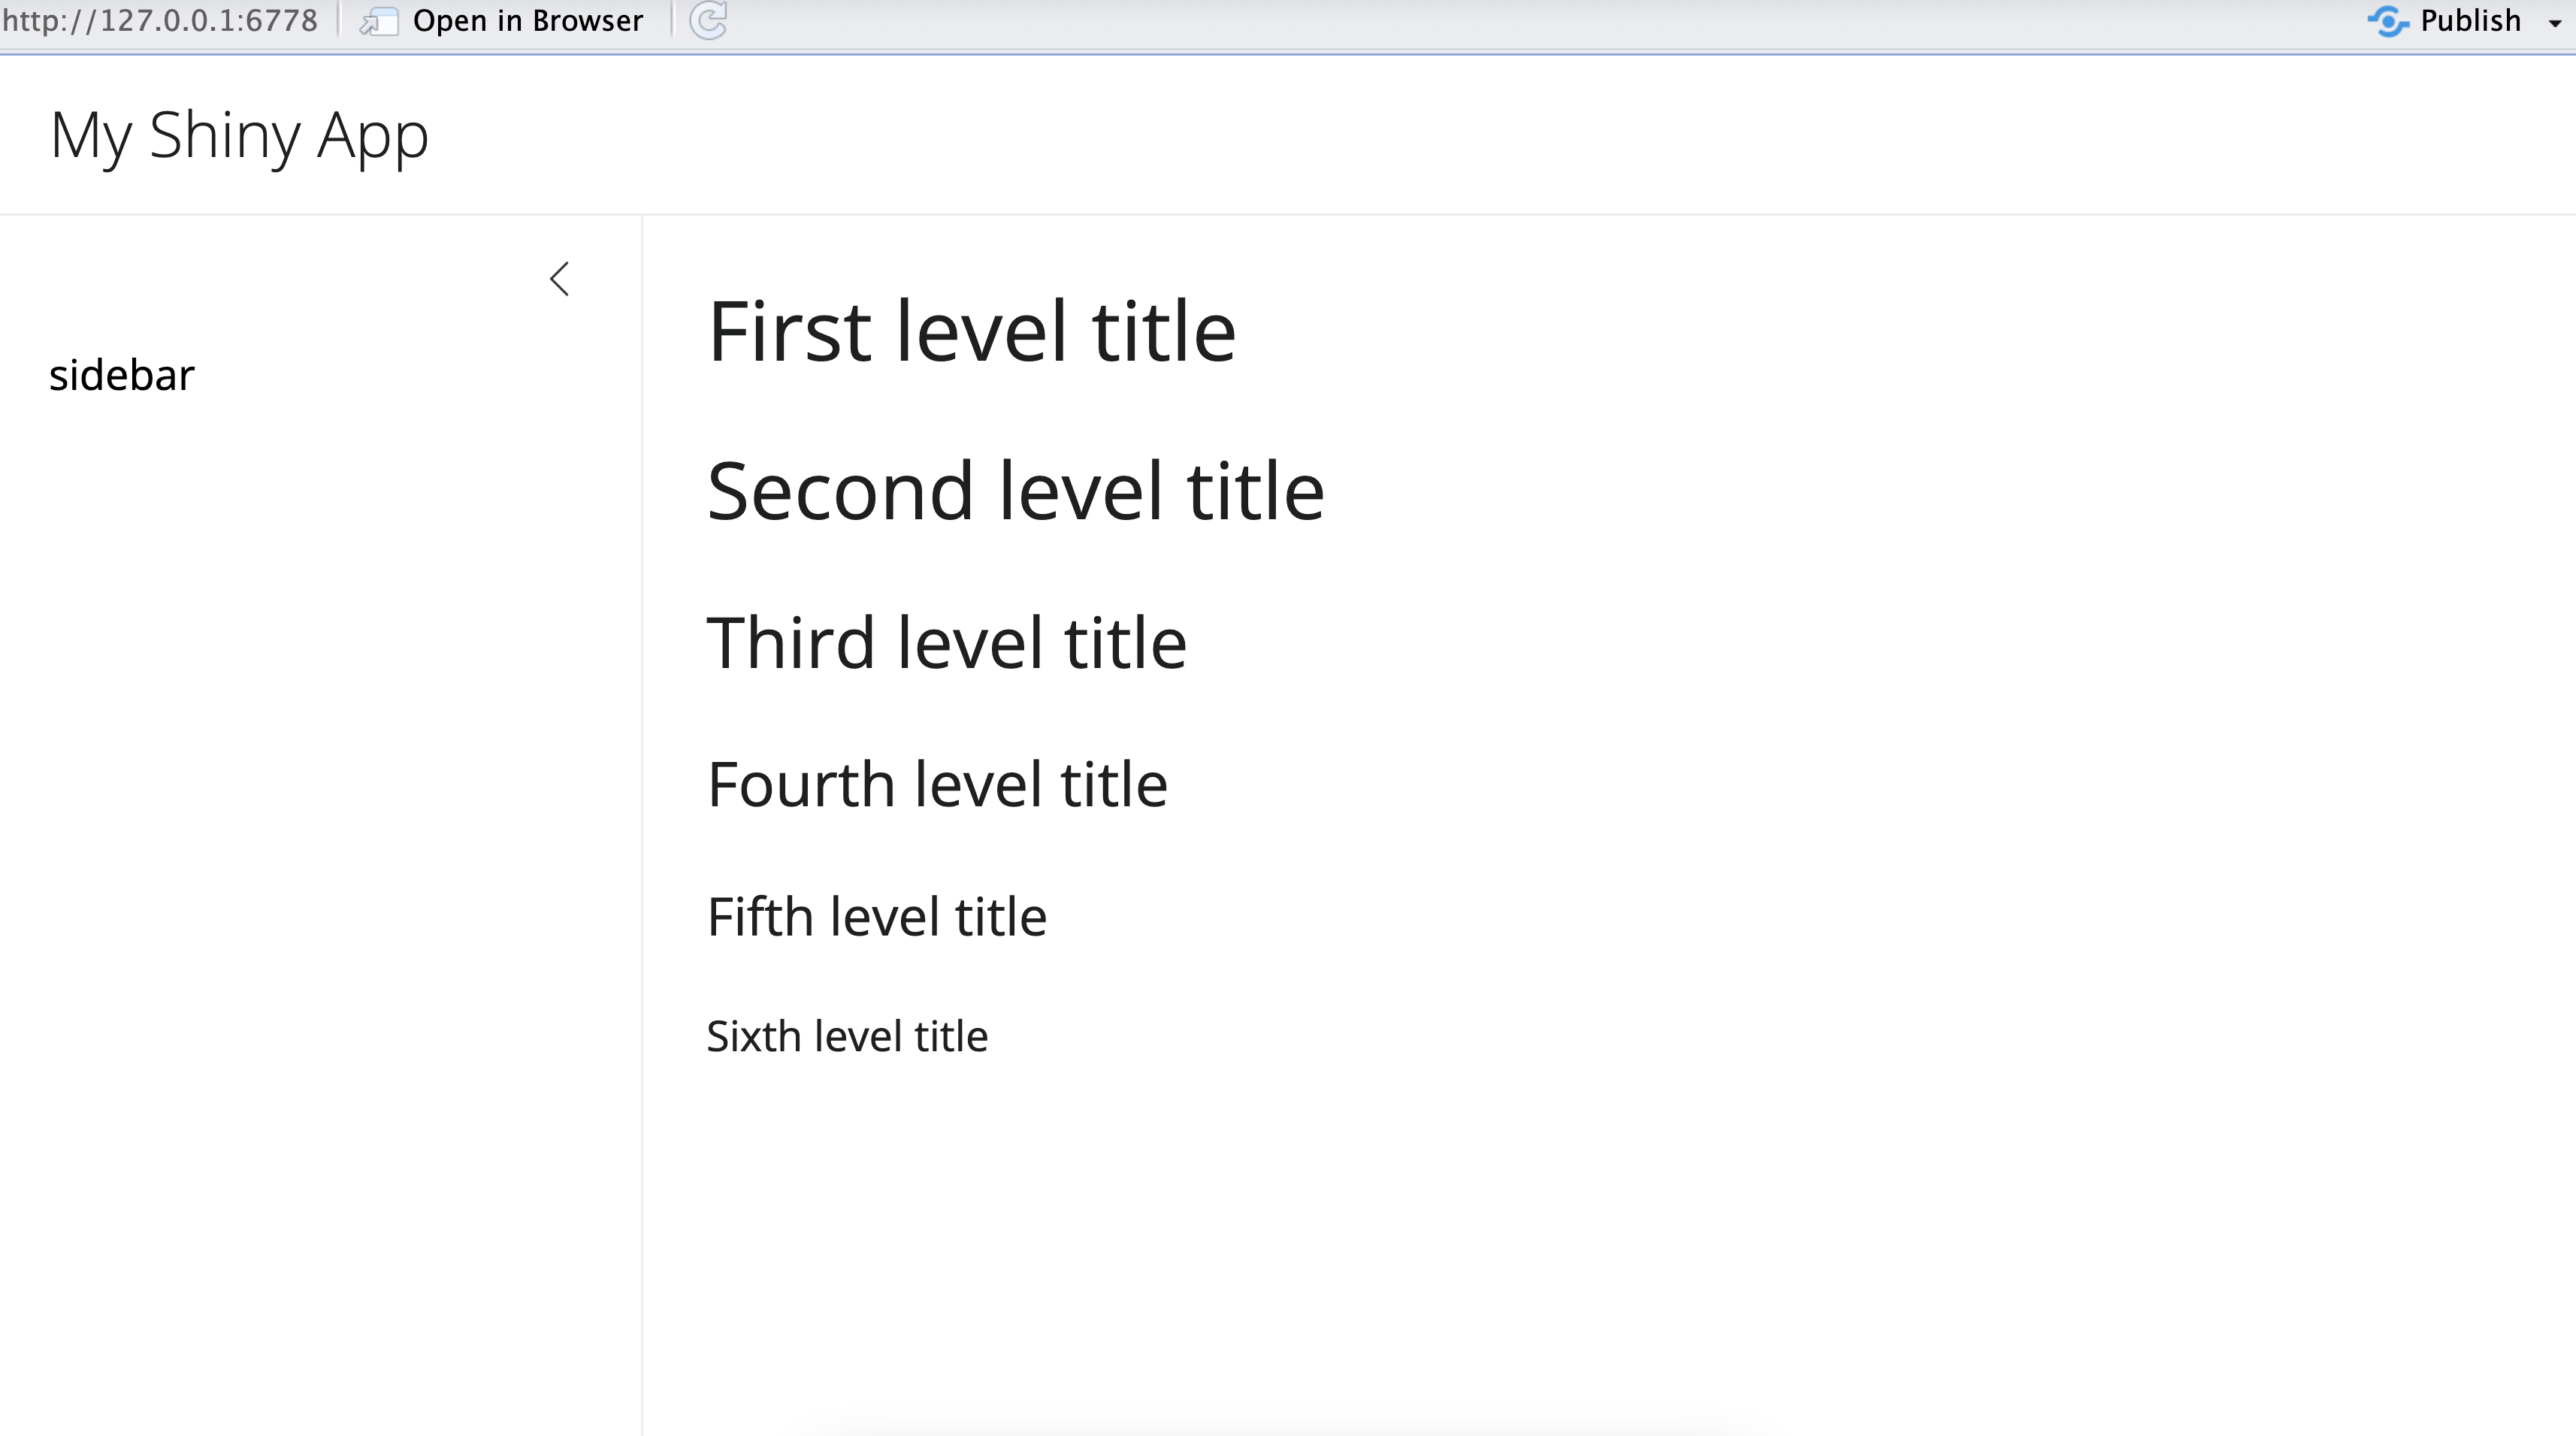 http://127.0.0.1:6778 Open in Browser Publish
My Shiny App
sidebar
First level title
Second level title
Third level title
Fourth level title
Fifth level title
Sixth level title